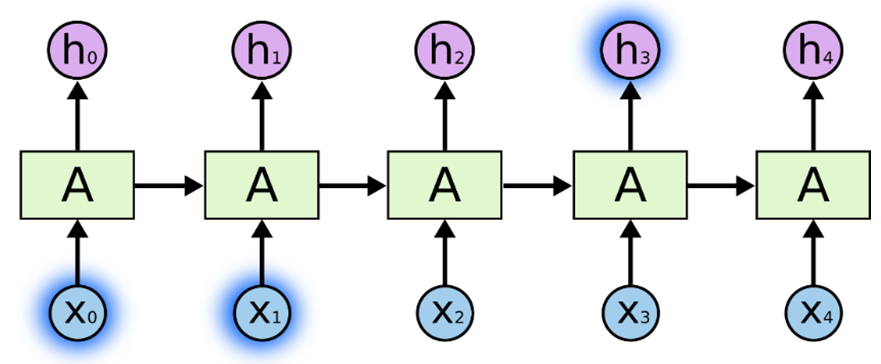 h₀ h₁ h₂ h₃ h₄
A A A A A
x₀ x₁ x₂ x₃ x₄